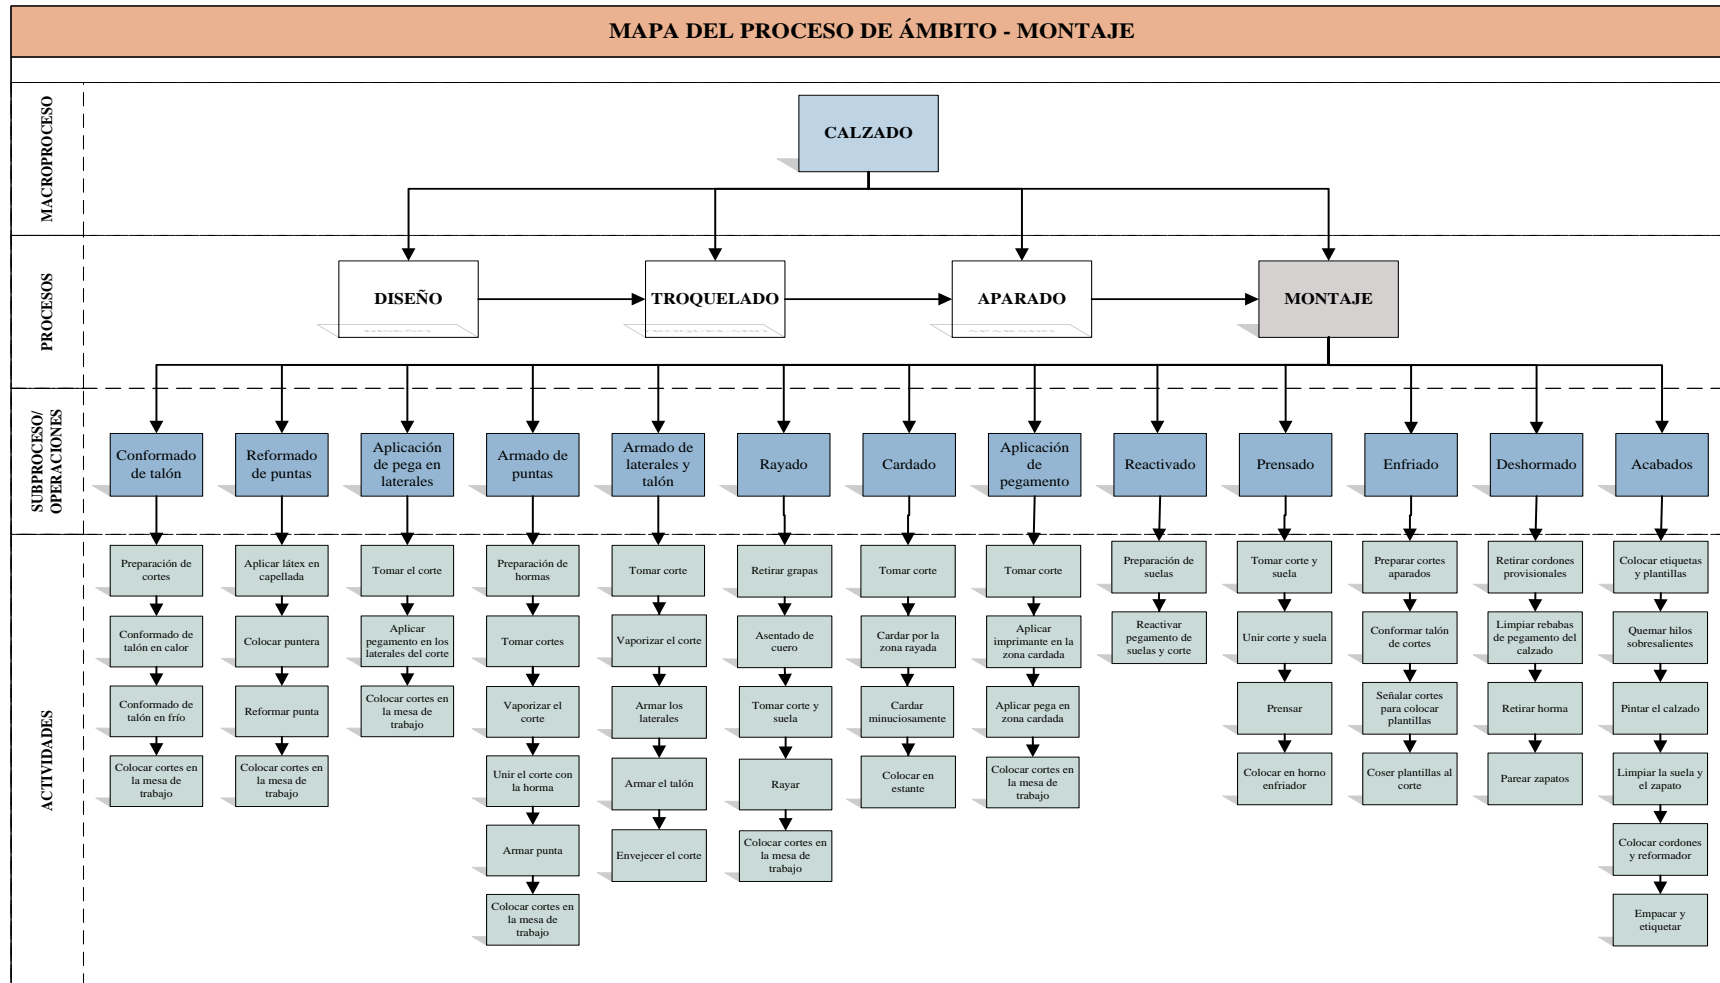 MAPA DEL PROCESO DE ÁMBITO - MONTAJE
MACROPROCESO
CALZADO
PROCESOS
DISEÑO
TROQUELADO
APARADO
MONTAJE
SUBPROCESO/
OPERACIONES
Conformado
de talón
Reformado
de puntas
Aplicación
de pega en
laterales
Armado de
puntas
Armado de
laterales y
talón
Rayado
Cardado
Aplicación
de
pegamento
Reactivado
Prensado
Enfriado
Deshormado
Acabados
ACTIVIDADES
Preparación de
cortes
Conformado de
talón en calor
Conformado de
talón en frío
Colocar cortes en
la mesa de
trabajo
Aplicar látex en
capellada
Colocar puntera
Reformar punta
Colocar cortes en
la mesa de
trabajo
Tomar el corte
Aplicar
pegamento en los
laterales del corte
Colocar cortes en
la mesa de
trabajo
Preparación de
hormas
Tomar cortes
Vaporizar el
corte
Unir el corte con
la horma
Armar punta
Colocar cortes en
la mesa de
trabajo
Tomar corte
Vaporizar el corte
Armar los
laterales
Armar el talón
Envejecer el corte
Retirar grapas
Asentado de
cuero
Tomar corte y
suela
Rayar
Colocar cortes en
la mesa de
trabajo
Tomar corte
Cardar por la
zona rayada
Cardar
minuciosamente
Colocar en
estante
Tomar corte
Aplicar
imprimante en la
zona cardada
Aplicar pega en
zona cardada
Colocar cortes en
la mesa de
trabajo
Preparación de
suelas
Reactivar
pegamento de
suelas y corte
Tomar corte y
suela
Unir corte y suela
Prensar
Colocar en horno
enfriador
Preparar cortes
aparados
Conformar talón
de cortes
Señalar cortes
para colocar
plantillas
Coser plantillas al
corte
Retirar cordones
provisionales
Limpiar rebabas
de pegamento del
calzado
Retirar horma
Parear zapatos
Colocar etiquetas
y plantillas
Quemar hilos
sobresalientes
Pintar el calzado
Limpiar la suela y
el zapato
Colocar cordones
y reformador
Empacar y
etiquetar